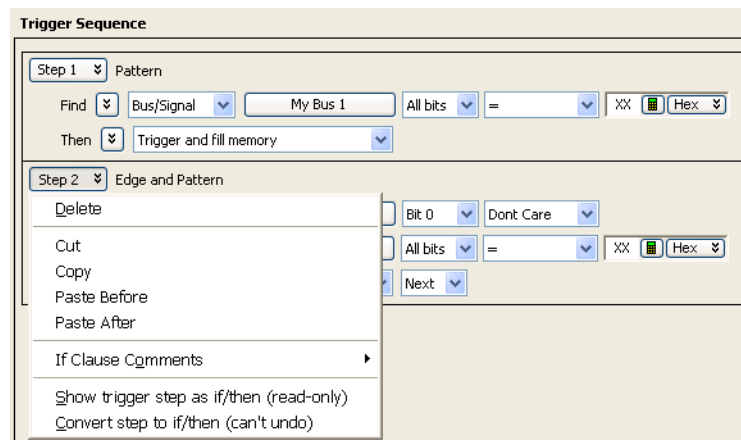 Trigger Sequence
Step 1 Pattern
Find Bus/Signal My Bus 1 All bits = XX Hex
Then Trigger and fill memory
Step 2 Edge and Pattern
Delete Bit 0 Dont Care
Cut All bits = XX Hex
Copy
Paste Before Next
Paste After
If Clause Comments
Show trigger step as if/then (read-only)
Convert step to if/then (can't undo)